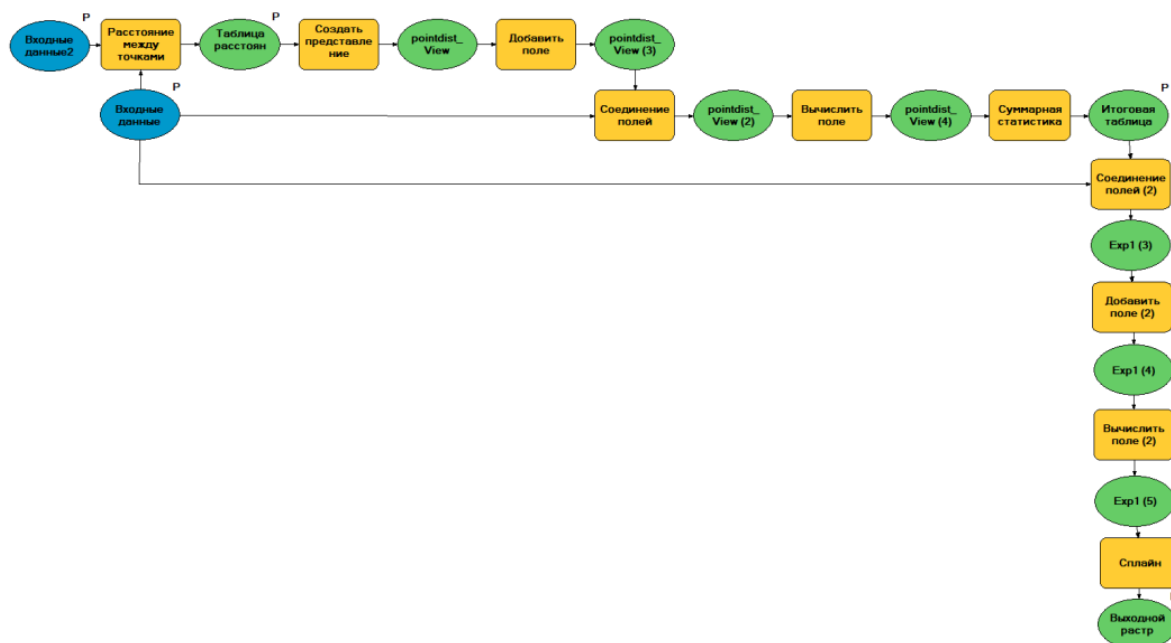 P
Входные
данные2
Расстояние
между
точками
P
Таблица
расстоян
Создать
представле
ние
pointdist_
View
Добавить
поле
pointdist_
View (3)
P
Входные
данные
Соединение
полей
pointdist_
View (2)
Вычислить
поле
pointdist_
View (4)
Суммарная
статистика
P
Итоговая
таблица
Соединение
полей (2)
Exp1 (3)
Добавить
поле (2)
Exp1 (4)
Вычислить
поле (2)
Exp1 (5)
Сплайн
Выходной
растр